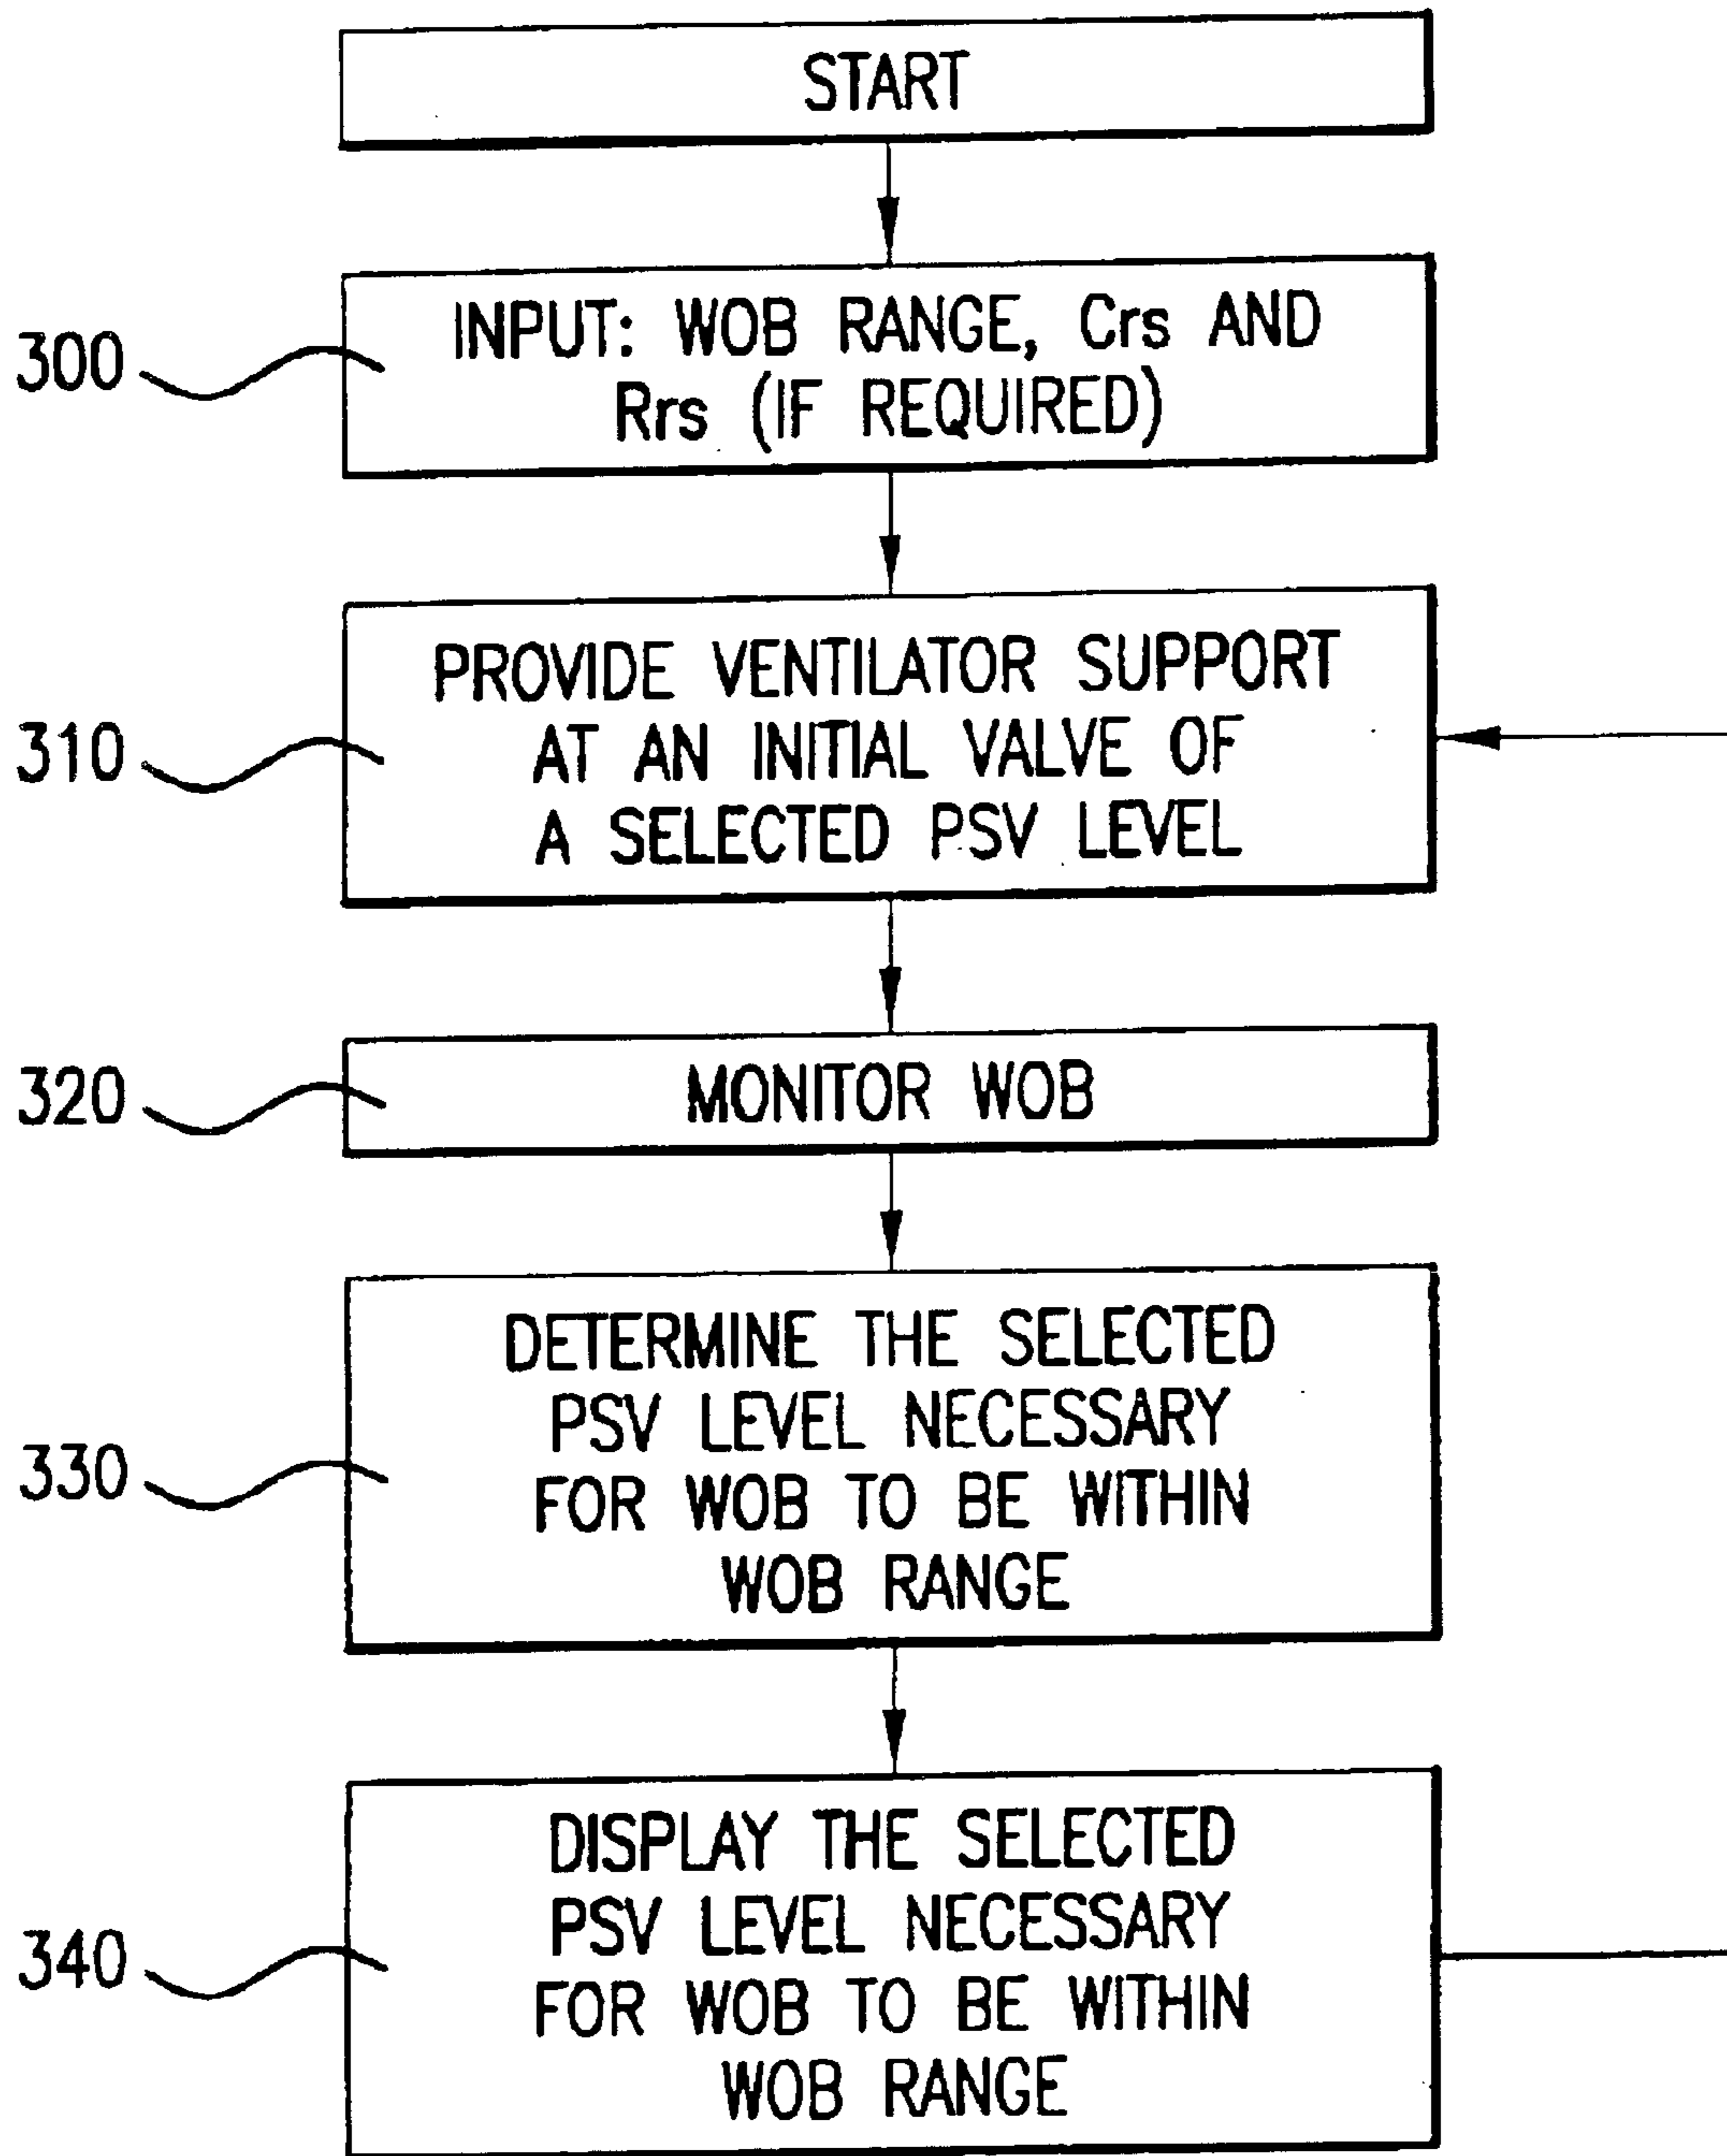 START
300
INPUT: WOB RANGE, Crs AND
Rrs (IF REQUIRED)
310
PROVIDE VENTILATOR SUPPORT
AT AN INITIAL VALVE OF
A SELECTED PSV LEVEL
320
MONITOR WOB
330
DETERMINE THE SELECTED
PSV LEVEL NECESSARY
FOR WOB TO BE WITHIN
WOB RANGE
340
DISPLAY THE SELECTED
PSV LEVEL NECESSARY
FOR WOB TO BE WITHIN
WOB RANGE